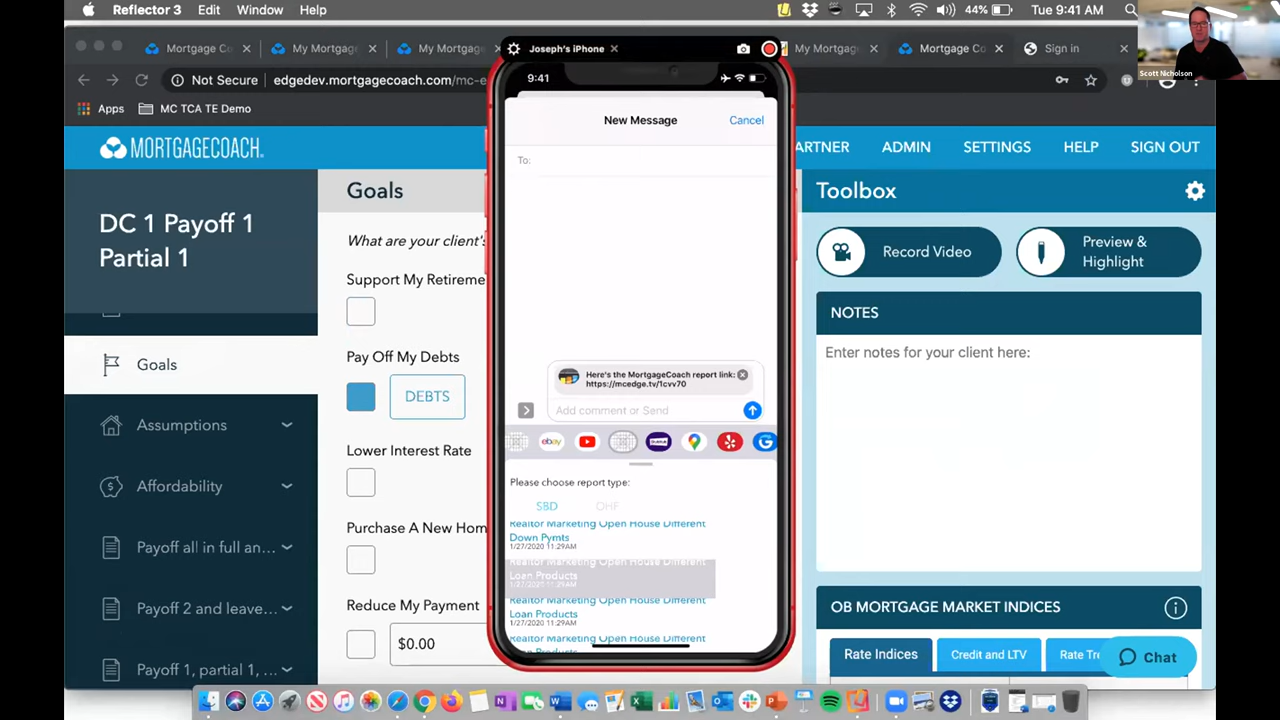 Reflector 3 Edit Window Help
44% Tue 9:41 AM
Mortgage C
My Mortgag
My Mortgag
Joseph's iPhone
My Mortgag
Mortgage Co
Sign in
Scott Nicholson
Not Secure edgedev.mortgagecoach.com/mc-e
Apps MC TCA TE Demo
MORTGAGECOACH
ARTNER ADMIN SETTINGS HELP SIGN OUT
DC 1 Payoff 1
Partial 1
Goals
Assumptions
Affordability
Payoff all in full an...
Payoff 2 and leave...
Payoff 1, partial 1,...
Goals
What are your client's
Support My Retireme
Pay Off My Debts
DEBTS
Lower Interest Rate
Purchase A New Hom
Reduce My Payment
$0.00
9:41
New Message
Cancel
To:
Here's the MortgageCoach report link:
https://mcedge.tv/1cvv70
Add comment or Send
ebay
Please choose report type:
SBD OHF
Realtor Marketing Open House Different
Down Pymts
1/27/2020 11:29AM
Realtor Marketing Open House Different
Loan Products
1/27/2020 11:29AM
Realtor Marketing Open House Different
Loan Products
1/27/2020 11:29AM
Realtor Marketing Open House Different
Toolbox
Record Video
Preview &
Highlight
NOTES
Enter notes for your client here:
OB MORTGAGE MARKET INDICES
Rate Indices
Credit and LTV
Rate Tr
Chat